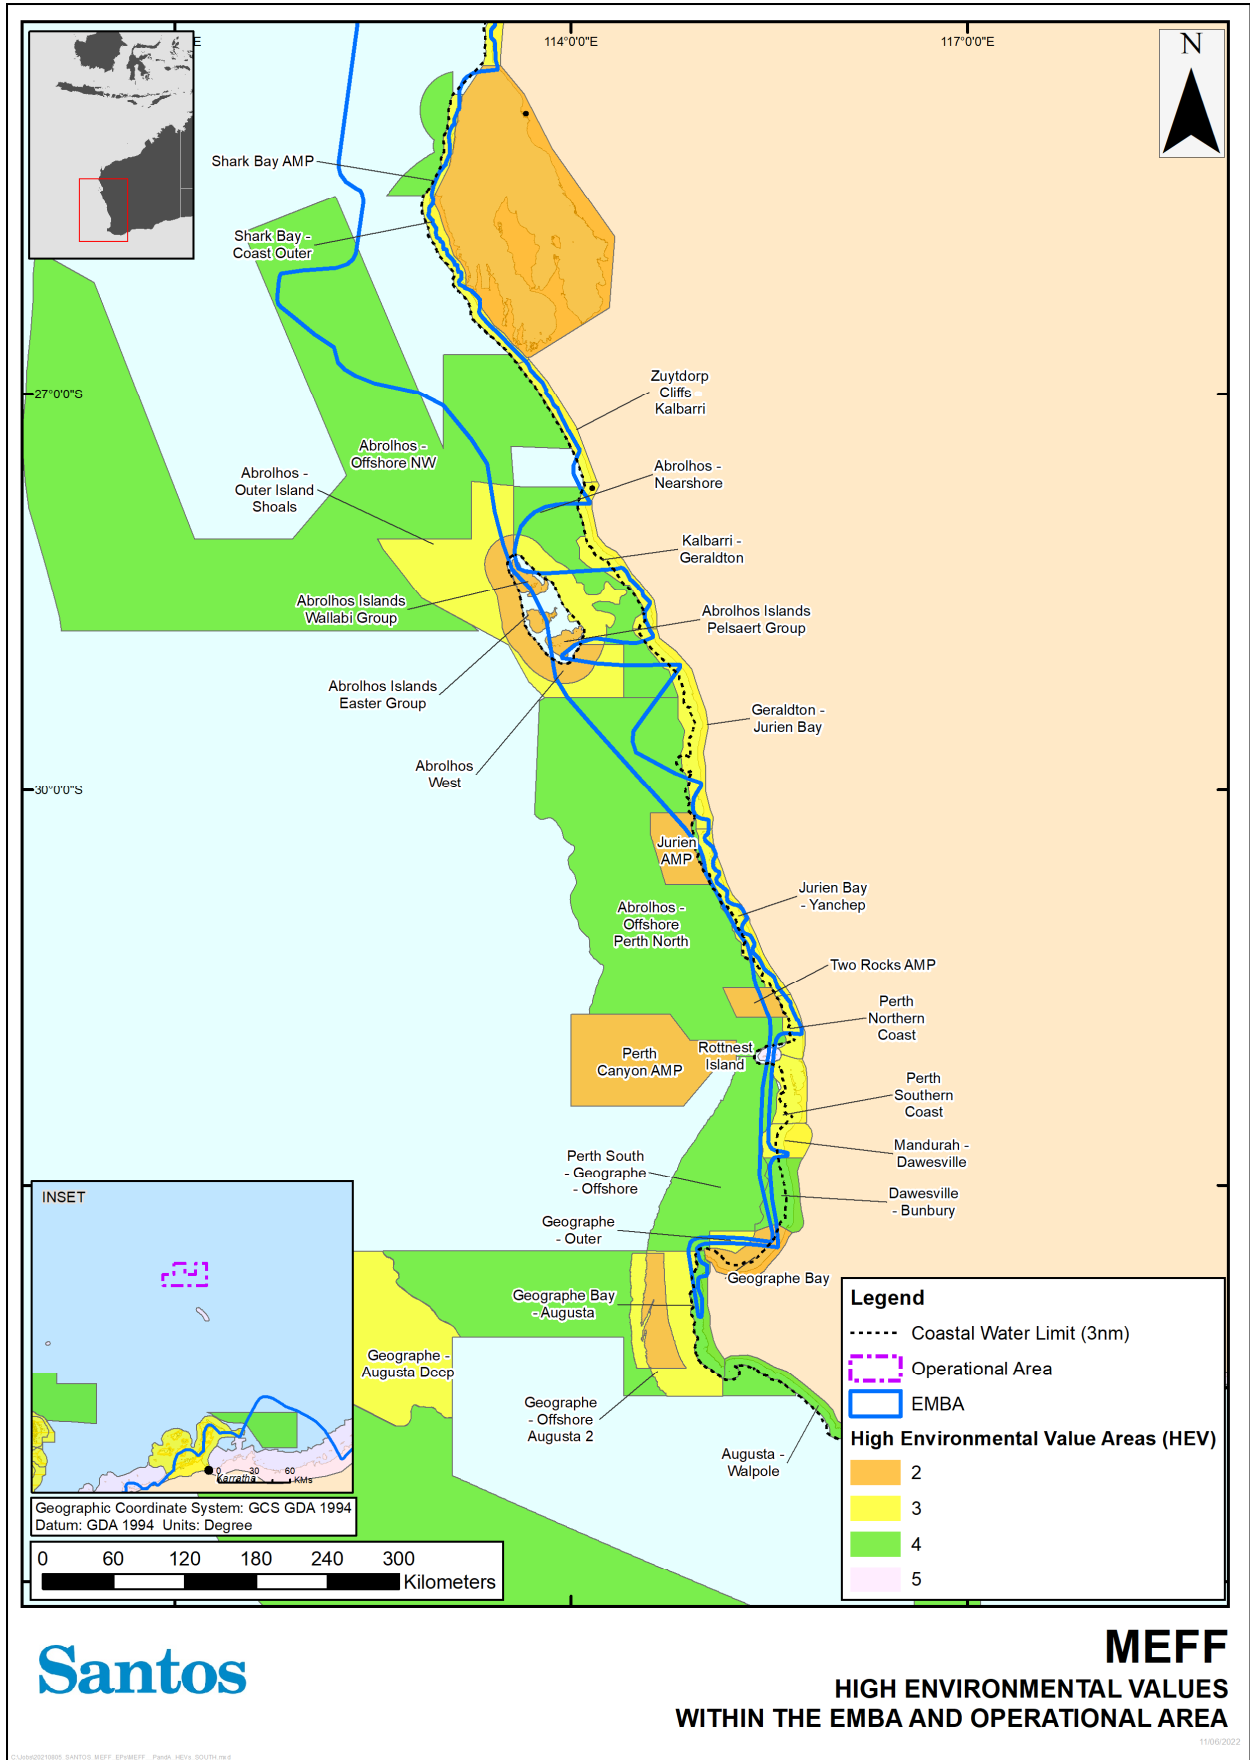 E
114°0'0"E
117°0'0"E
N
Shark Bay AMP
Shark Bay -
Coast Outer
27°0'0"S
Zuytdorp
Cliffs -
Kalbarri
Abrolhos -
Offshore NW
Abrolhos -
Outer Island
Shoals
Abrolhos -
Nearshore
Kalbarri -
Geraldton
Abrolhos Islands
Wallabi Group
Abrolhos Islands
Pelsaert Group
Abrolhos Islands
Easter Group
Geraldton -
Jurien Bay
Abrolhos
West
30°0'0"S
Jurien
AMP
Jurien Bay
- Yanchep
Abrolhos -
Offshore
Perth North
Two Rocks AMP
Perth
Northern
Coast
Rottnest
Island
Perth
Canyon AMP
Perth
Southern
Coast
Mandurah -
Dawesville
Perth South
- Geographe
- Offshore
Dawesville
- Bunbury
Geographe
- Outer
Geographe Bay
Geographe Bay
- Augusta
Geographe -
Augusta Deep
Geographe
- Offshore
Augusta 2
Augusta -
Walpole
INSET
Karratha
0 30 60
KMs
Geographic Coordinate System: GCS GDA 1994
Datum: GDA 1994 Units: Degree
0 60 120 180 240 300
Kilometers
Legend
Coastal Water Limit (3nm)
Operational Area
EMBA
High Environmental Value Areas (HEV)
2
3
4
5
Santos
MEFF
HIGH ENVIRONMENTAL VALUES
WITHIN THE EMBA AND OPERATIONAL AREA
11/06/2022